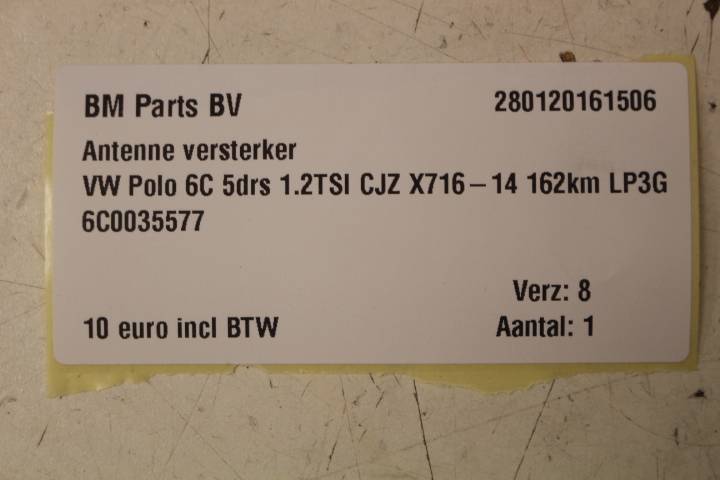 BM Parts BV 280120161506
Antenne versterker
VW Polo 6C 5drs 1.2TSI CJZ X716-14 162km LP3G
6C0035577
Verz: 8
10 euro incl BTW Aantal: 1